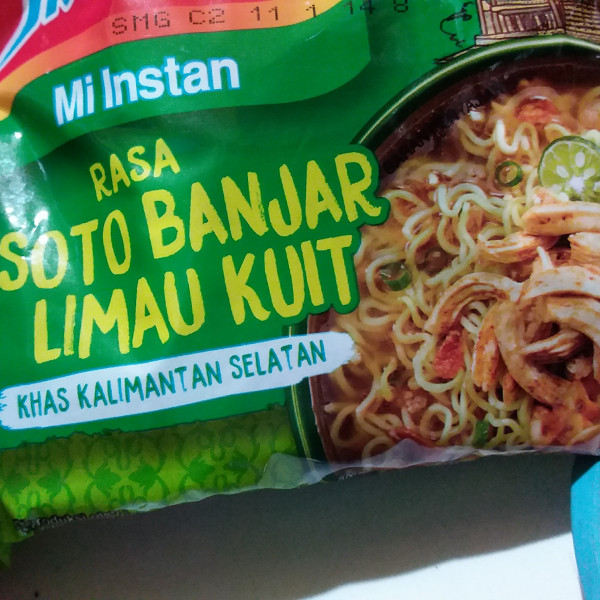 SMG C2 11 1 14 8
Mi Instan
RASA
SOTO BANJAR
LIMAU KUIT
KHAS KALIMANTAN SELATAN